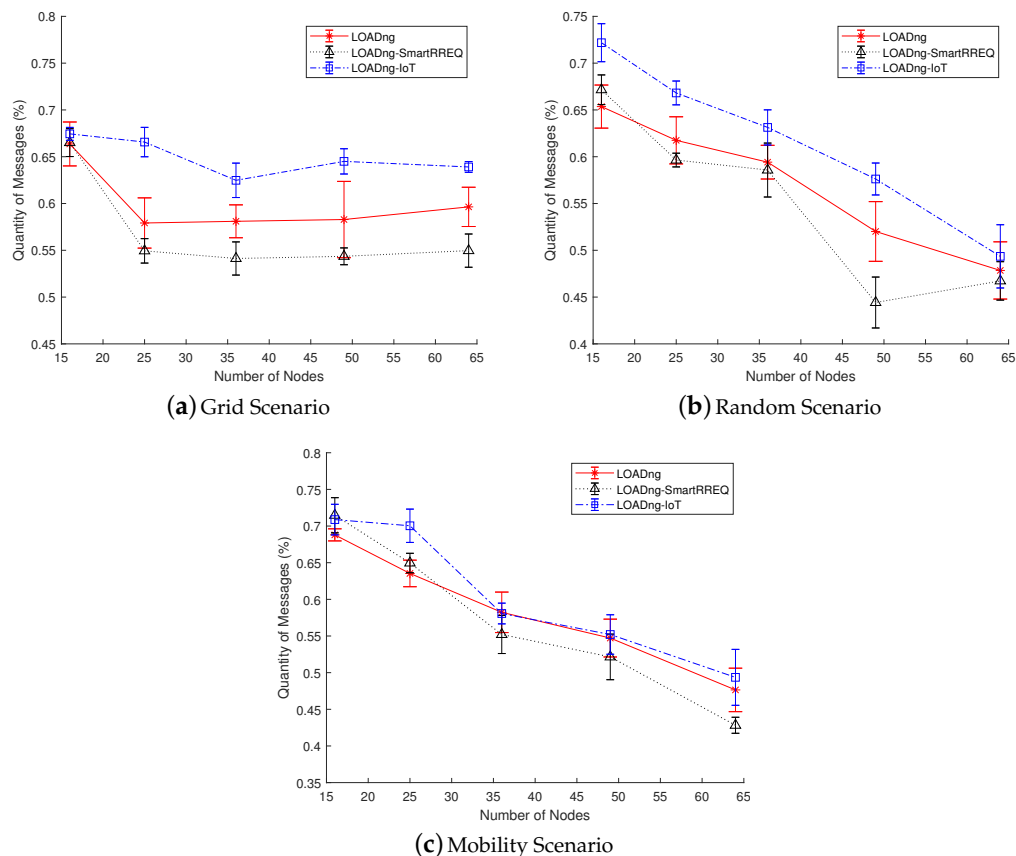 0.8
0.75
0.7
0.65
0.6
0.55
0.5
0.45
Quantity of Messages (%)
LOADng
LOADng-SmartRREQ
LOADng-IoT
15 20 25 30 35 40 45 50 55 60 65
Number of Nodes
(a) Grid Scenario
0.75
0.7
0.65
0.6
0.55
0.5
0.45
0.4
Quantity of Messages (%)
LOADng
LOADng-SmartRREQ
LOADng-IoT
15 20 25 30 35 40 45 50 55 60 65
Number of Nodes
(b) Random Scenario
0.8
0.75
0.7
0.65
0.6
0.55
0.5
0.45
0.4
0.35
Quantity of Messages (%)
LOADng
LOADng-SmartRREQ
LOADng-IoT
15 20 25 30 35 40 45 50 55 60 65
Number of Nodes
(c) Mobility Scenario